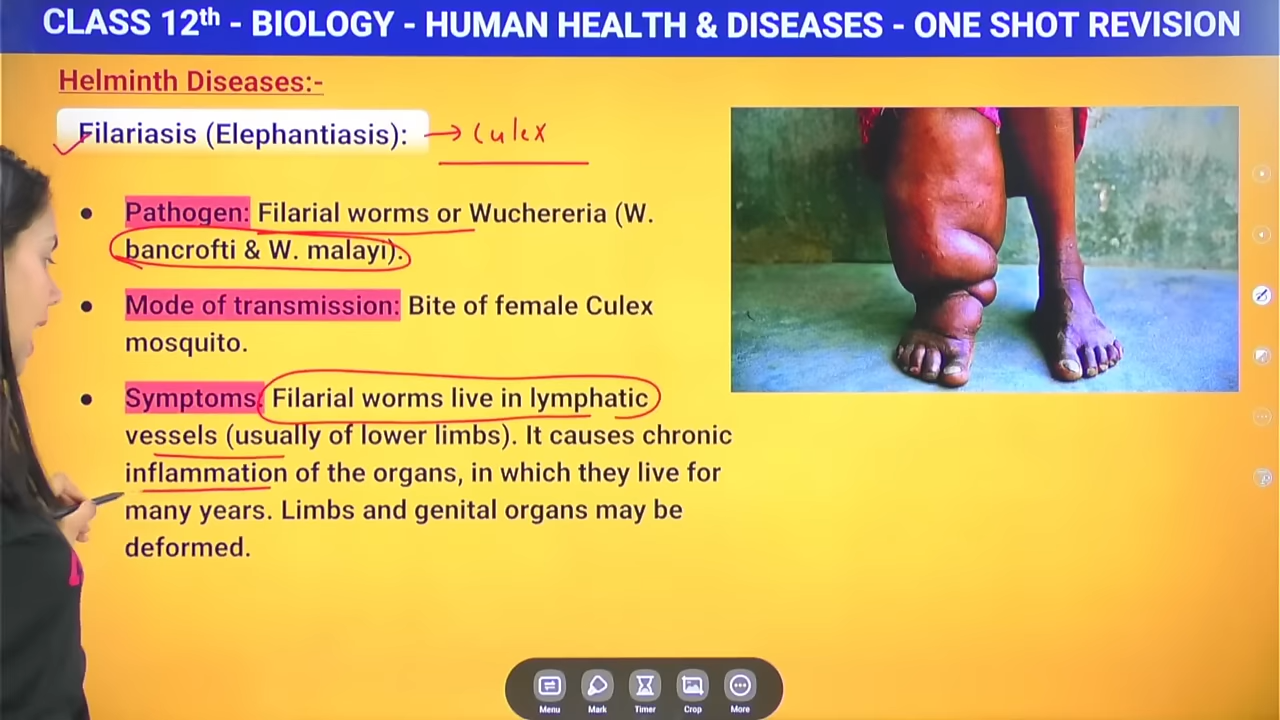 CLASS 12th - BIOLOGY - HUMAN HEALTH & DISEASES - ONE SHOT REVISION
Helminth Diseases:-
Filariasis (Elephantiasis): → Culex
• Pathogen: Filarial worms or Wuchereria (W.
bancrofti & W. malayi).
• Mode of transmission: Bite of female Culex
mosquito.
• Symptoms: Filarial worms live in lymphatic
vessels (usually of lower limbs). It causes chronic
inflammation of the organs, in which they live for
many years. Limbs and genital organs may be
deformed.
Menu Mark Timer Crop More